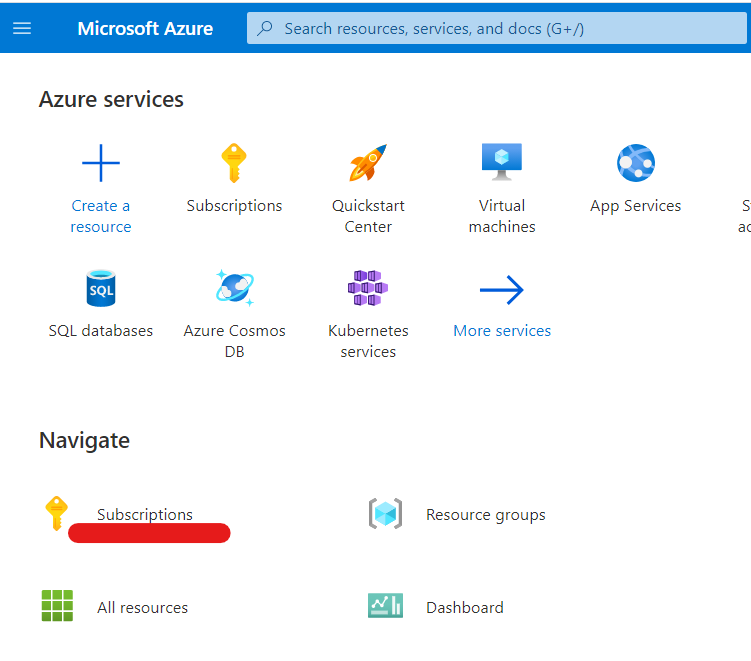 Microsoft Azure
Search resources, services, and docs (G+/)
Azure services
Create a
resource
Subscriptions
Quickstart
Center
Virtual
machines
App Services
SQL
SQL databases
Azure Cosmos
DB
Kubernetes
services
More services
Navigate
Subscriptions
Resource groups
All resources
Dashboard